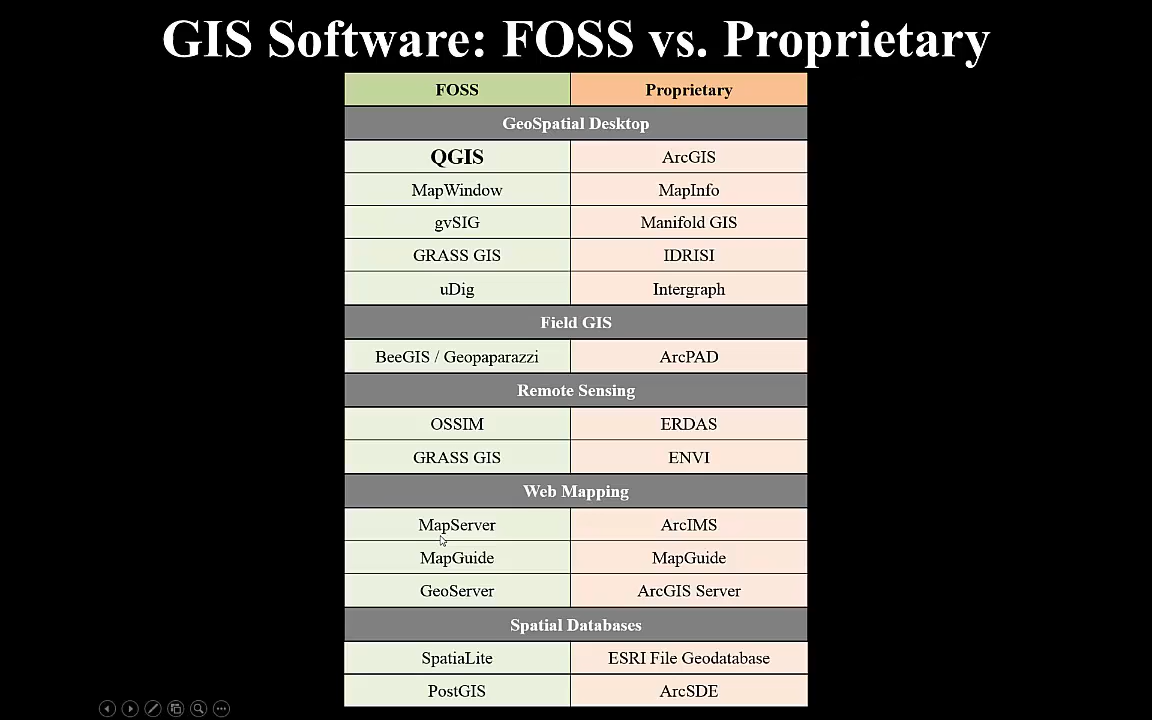 GIS Software: FOSS vs. Proprietary
FOSS Proprietary
GeoSpatial Desktop
QGIS ArcGIS
MapWindow MapInfo
gvSIG Manifold GIS
GRASS GIS IDRISI
uDig Intergraph
Field GIS
BeeGIS / Geopaparazzi ArcPAD
Remote Sensing
OSSIM ERDAS
GRASS GIS ENVI
Web Mapping
MapServer ArcIMS
MapGuide MapGuide
GeoServer ArcGIS Server
Spatial Databases
SpatiaLite ESRI File Geodatabase
PostGIS ArcSDE